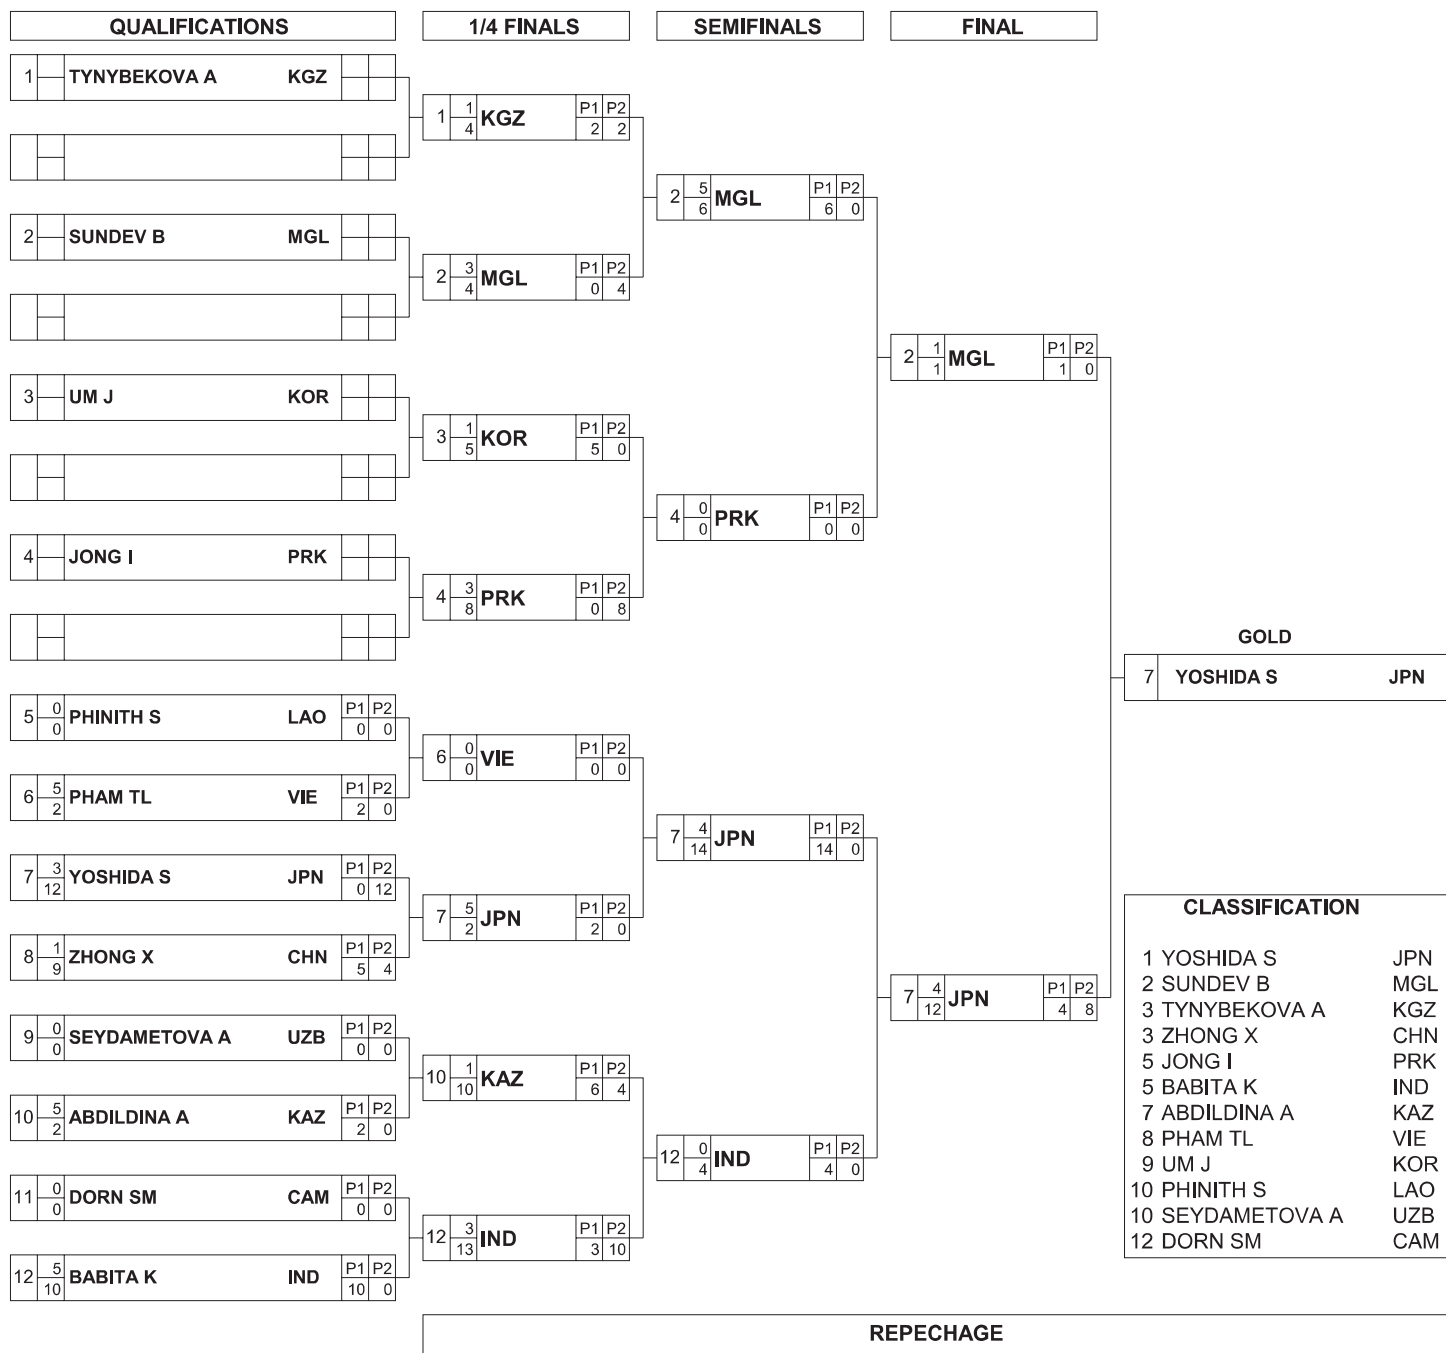 QUALIFICATIONS 1/4 FINALS SEMIFINALS FINAL
1 TYNYBEKOVA A KGZ
1 1 4 KGZ P1 P2 2 2
2 5 6 MGL P1 P2 6 0
2 SUNDEV B MGL
2 3 4 MGL P1 P2 0 4
2 1 1 MGL P1 P2 1 0
3 UM J KOR
3 1 5 KOR P1 P2 5 0
4 0 0 PRK P1 P2 0 0
4 JONG I PRK
4 3 8 PRK P1 P2 0 8
GOLD
7 YOSHIDA S JPN
5 0 0 PHINITH S LAO P1 P2 0 0
6 0 0 VIE P1 P2 0 0
6 5 2 PHAM TL VIE P1 P2 2 0
7 4 14 JPN P1 P2 14 0
7 3 12 YOSHIDA S JPN P1 P2 0 12
7 5 2 JPN P1 P2 2 0
8 1 9 ZHONG X CHN P1 P2 5 4
7 4 12 JPN P1 P2 4 8
9 0 0 SEYDAMETOVA A UZB P1 P2 0 0
10 1 10 KAZ P1 P2 6 4
10 5 2 ABDILDINA A KAZ P1 P2 2 0
12 0 4 IND P1 P2 4 0
11 0 0 DORN SM CAM P1 P2 0 0
12 3 13 IND P1 P2 3 10
12 5 10 BABITA K IND P1 P2 10 0
CLASSIFICATION
1 YOSHIDA S JPN
2 SUNDEV B MGL
3 TYNYBEKOVA A KGZ
3 ZHONG X CHN
5 JONG I PRK
5 BABITA K IND
7 ABDILDINA A KAZ
8 PHAM TL VIE
9 UM J KOR
10 PHINITH S LAO
10 SEYDAMETOVA A UZB
12 DORN SM CAM
REPECHAGE